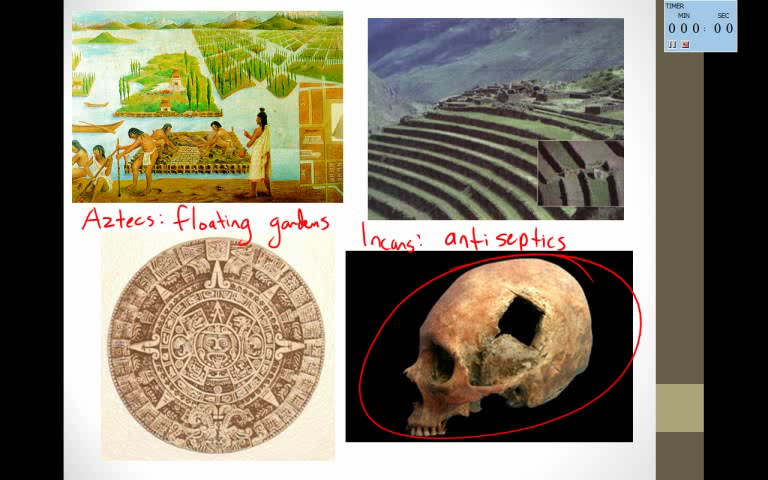 TIMER
MIN SEC
000: 00
Aztecs: floating gardens
Incans: antiseptics